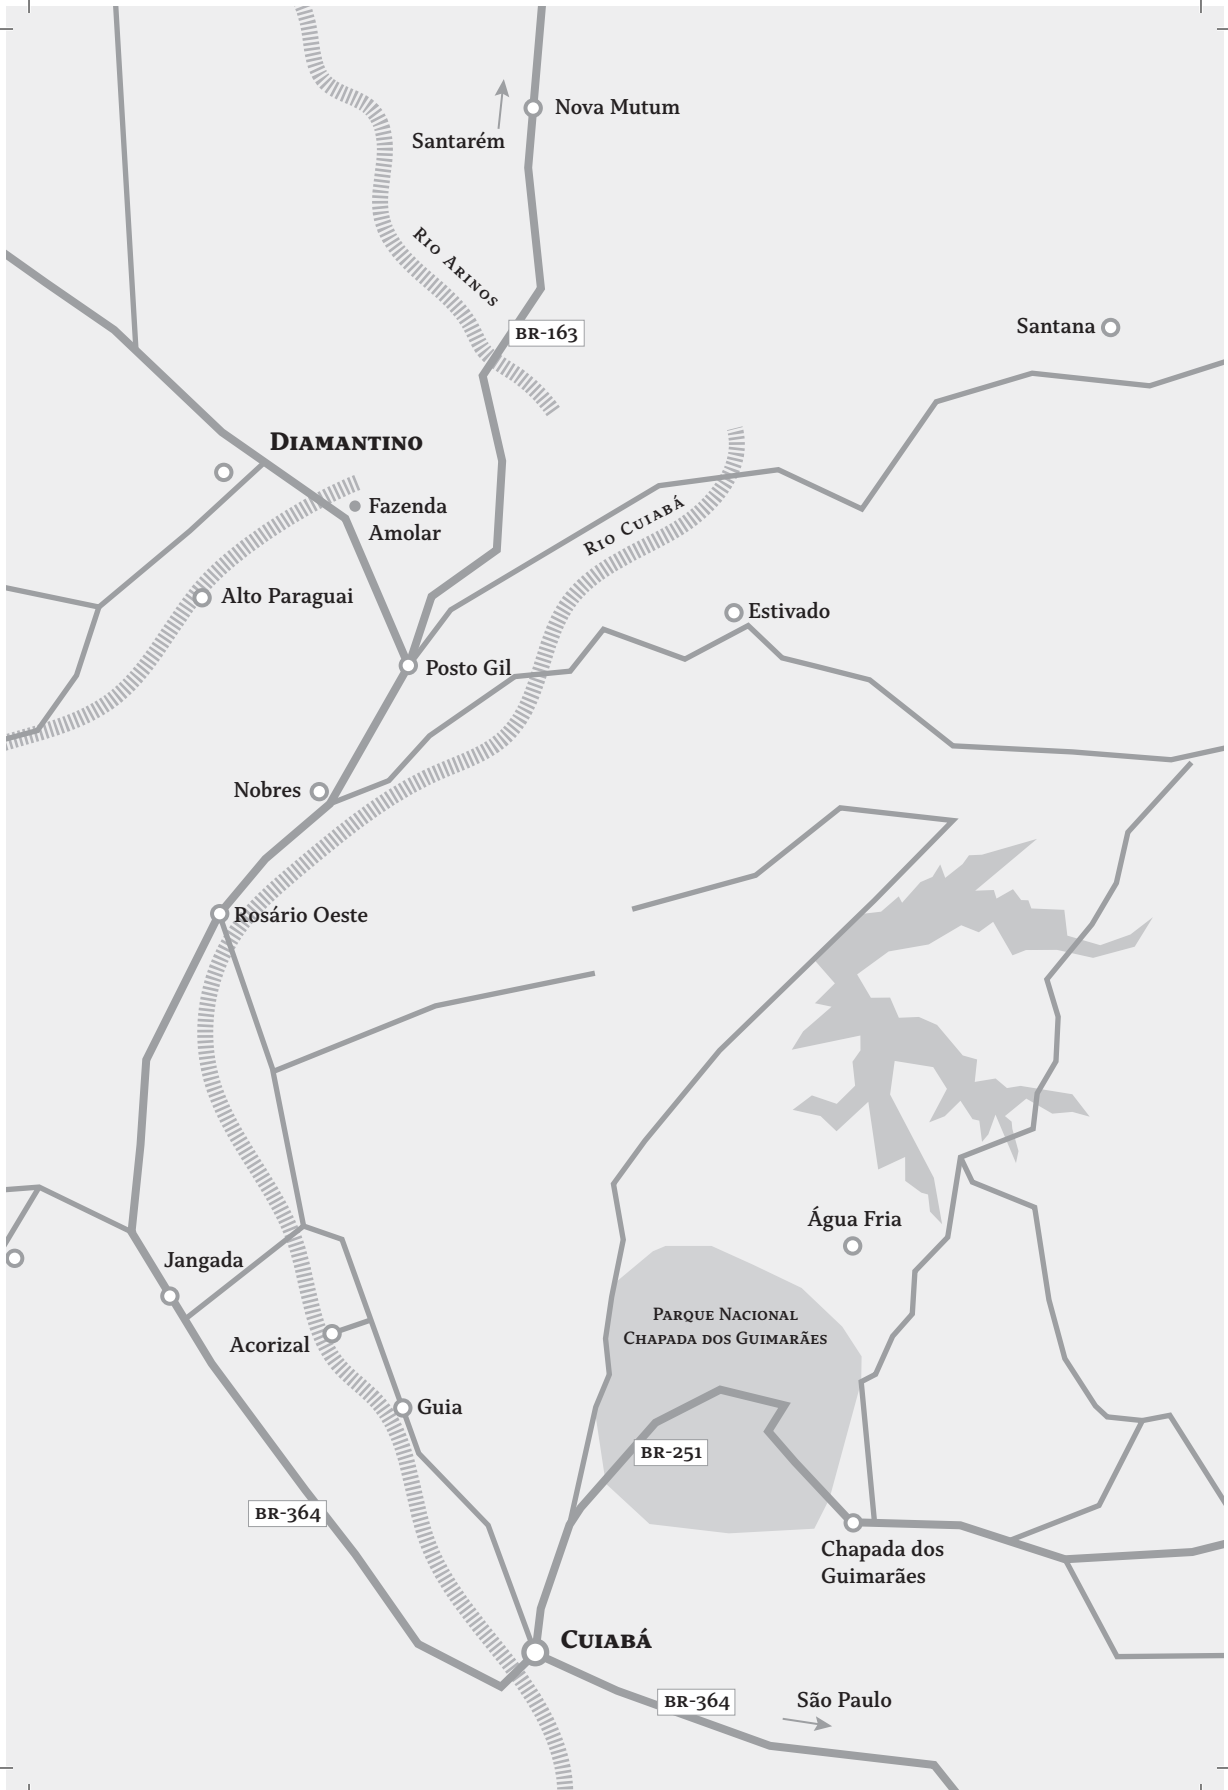 Nova Mutum
Santarém
Rio Arinos
BR-163
Santana
Diamantino
Fazenda
Amolar
Rio Cuiabá
Alto Paraguai
Estivado
Posto Gil
Nobres
Rosário Oeste
Água Fria
Jangada
Parque Nacional
Chapada dos Guimarães
Acorizal
Guia
BR-251
BR-364
Chapada dos
Guimarães
Cuiabá
BR-364
São Paulo